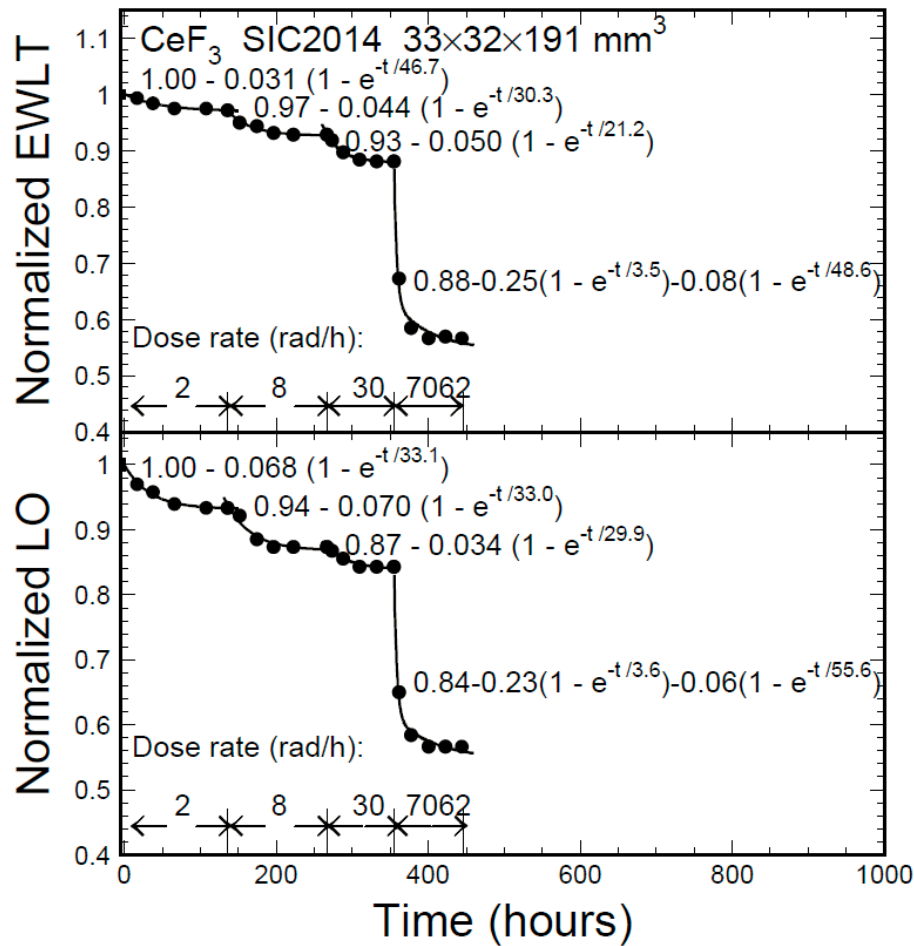 CeF₃ SIC2014 33×32×191 mm³
1.00 - 0.031 (1 - e^{-t /46.7})
0.97 - 0.044 (1 - e^{-t /30.3})
0.93 - 0.050 (1 - e^{-t /21.2})
0.88-0.25(1 - e^{-t /3.5})-0.08(1 - e^{-t /48.6})
Dose rate (rad/h):
2 8 30 7062
Normalized EWLT
1.1
1
0.9
0.8
0.7
0.6
0.5
0.4
1.00 - 0.068 (1 - e^{-t /33.1})
0.94 - 0.070 (1 - e^{-t /33.0})
0.87 - 0.034 (1 - e^{-t /29.9})
0.84-0.23(1 - e^{-t /3.6})-0.06(1 - e^{-t /55.6})
Dose rate (rad/h):
2 8 30 7062
Normalized LO
1
0.9
0.8
0.7
0.6
0.5
0.4
0 200 400 600 800 1000
Time (hours)